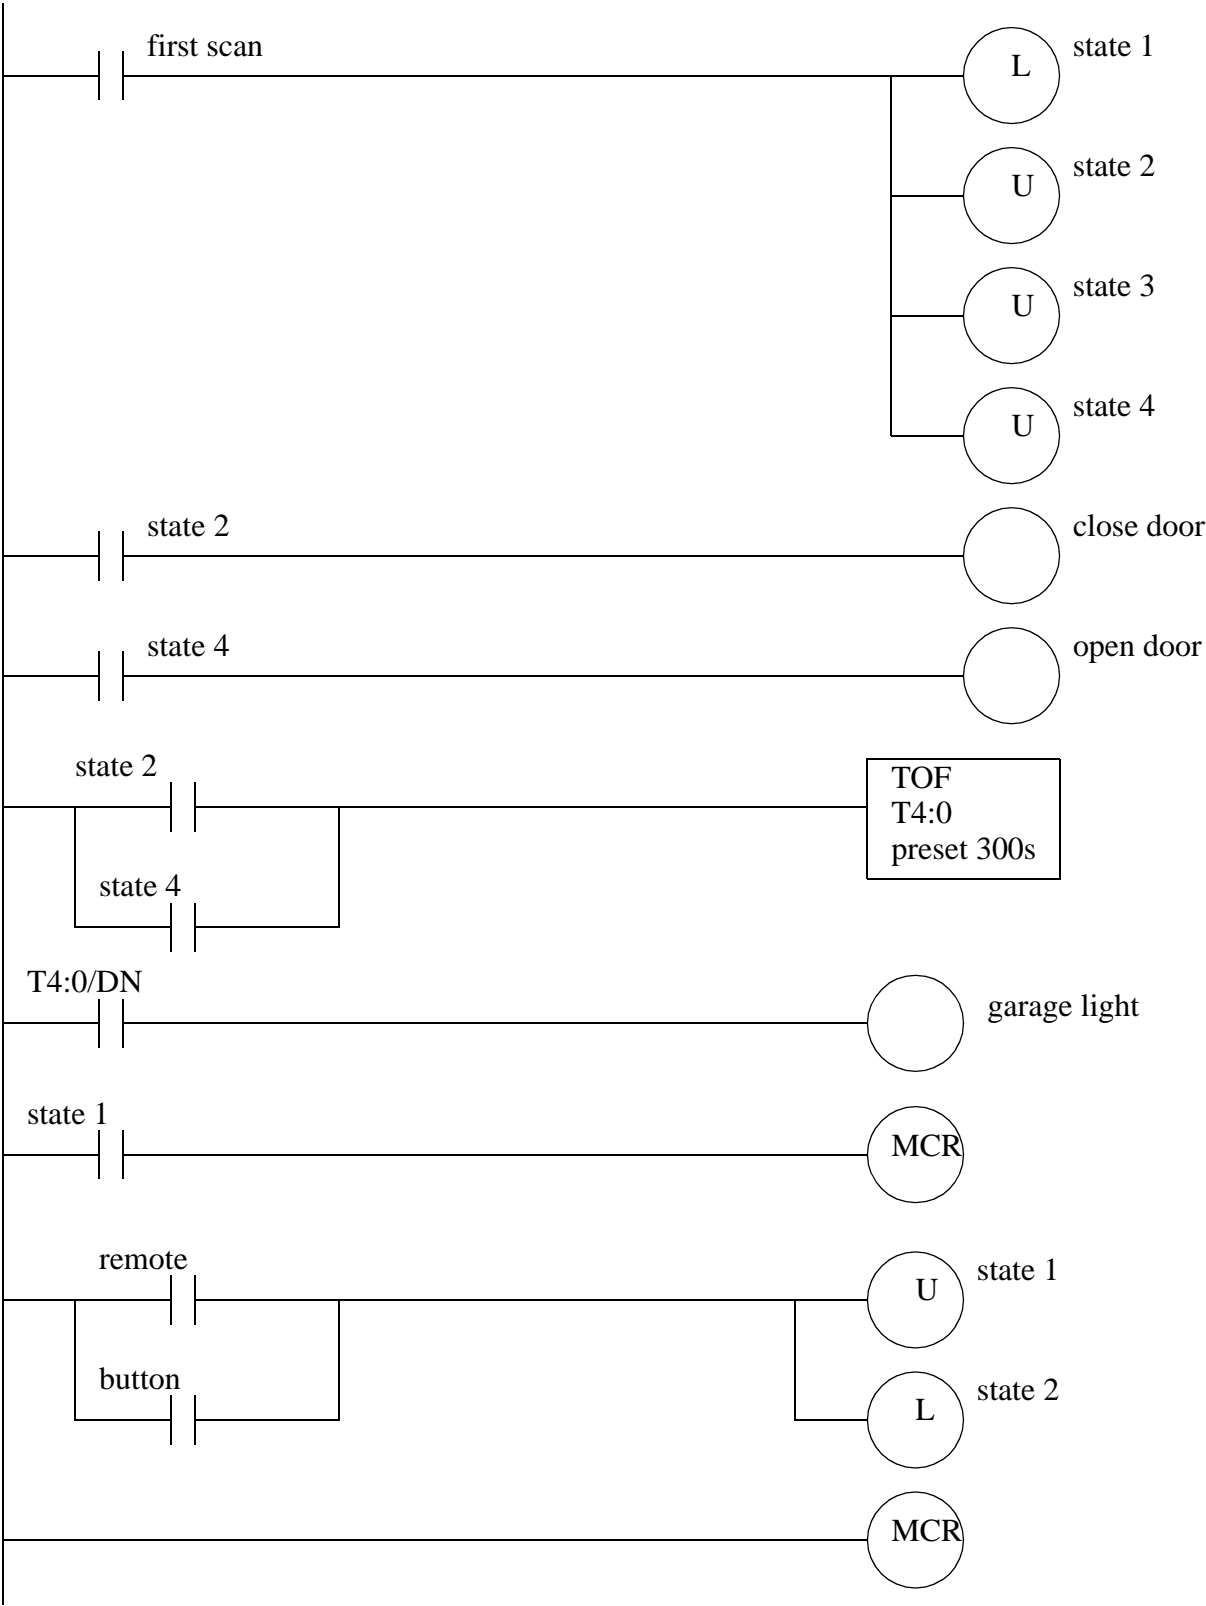 first scan
L
state 1
U
state 2
U
state 3
U
state 4
state 2
close door
state 4
open door
state 2
TOF
T4:0
preset 300s
state 4
T4:0/DN
garage light
state 1
MCR
remote
U
state 1
button
L
state 2
MCR